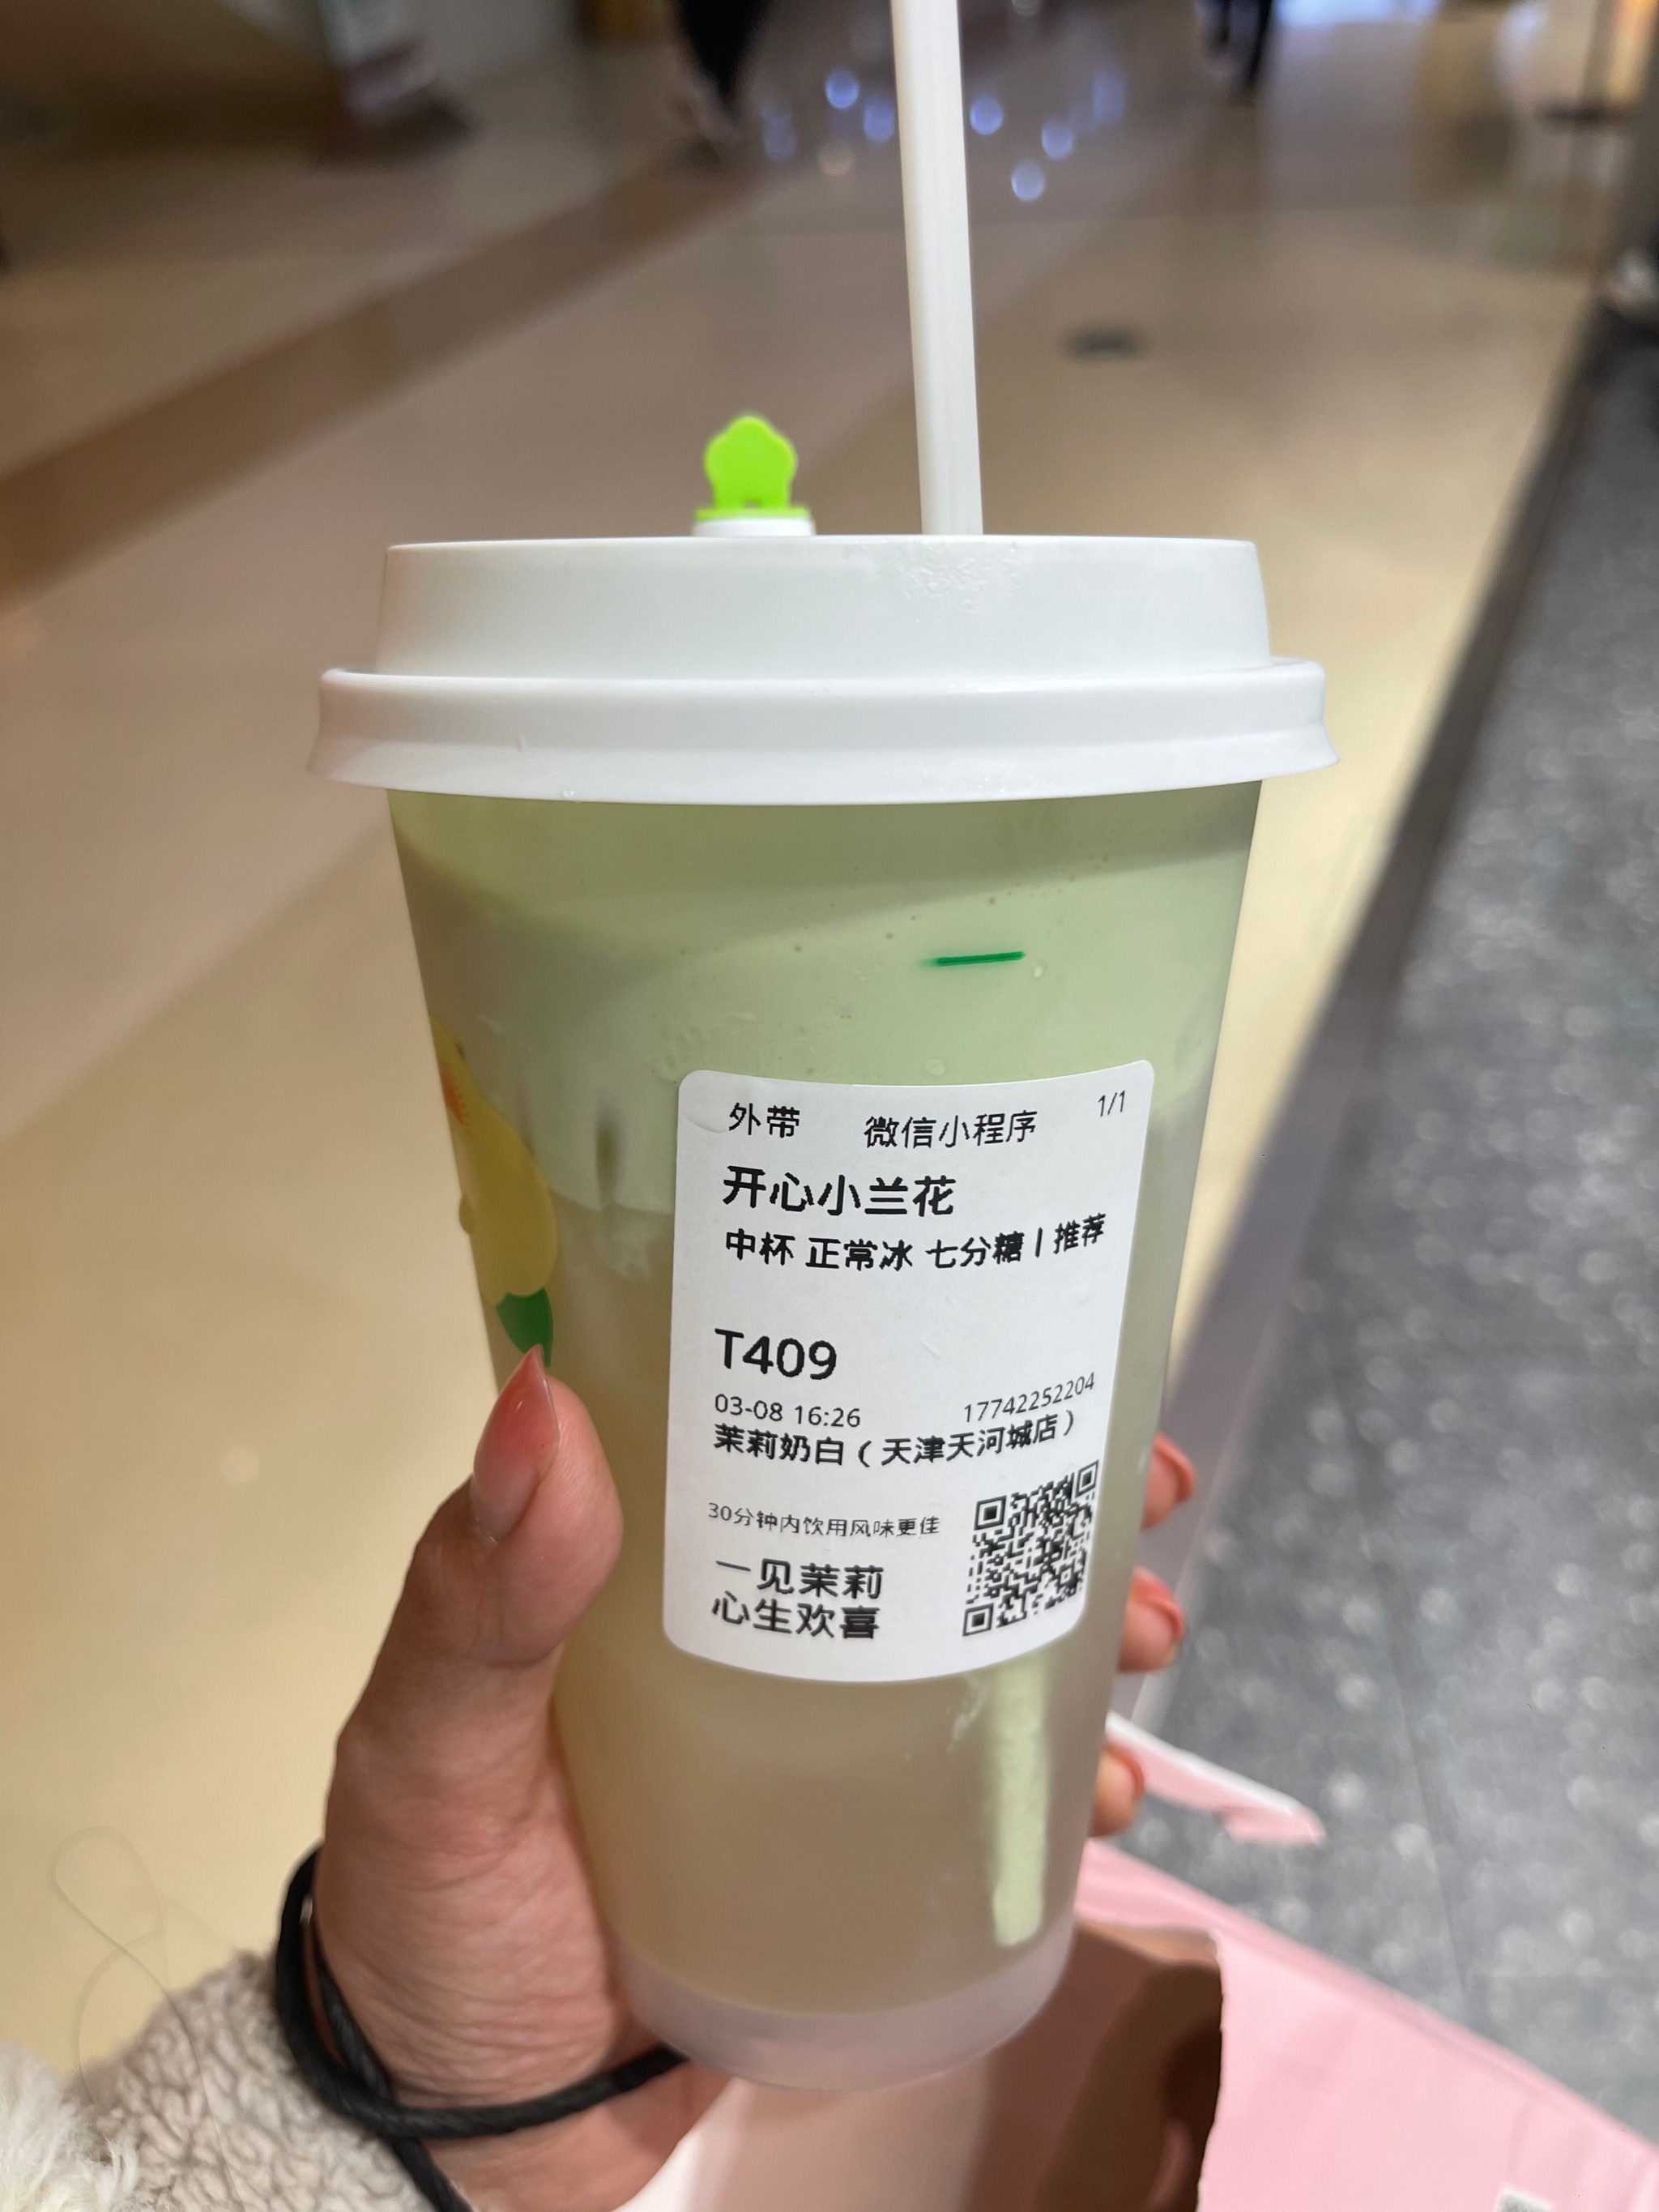 外带 微信小程序 1/1
开心小兰花
中杯 正常冰 七分糖 | 推荐
T409
03-08 16:26 17742252204
茉莉奶白（天津天河城店）
30分钟内饮用风味更佳
一见茉莉
心生欢喜